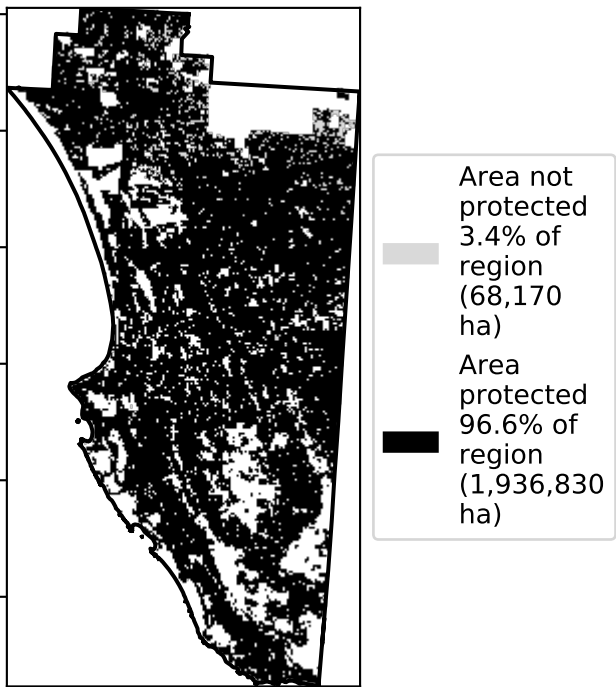 Area not
protected
3.4% of
region
(68,170
ha)
Area
protected
96.6% of
region
(1,936,830
ha)